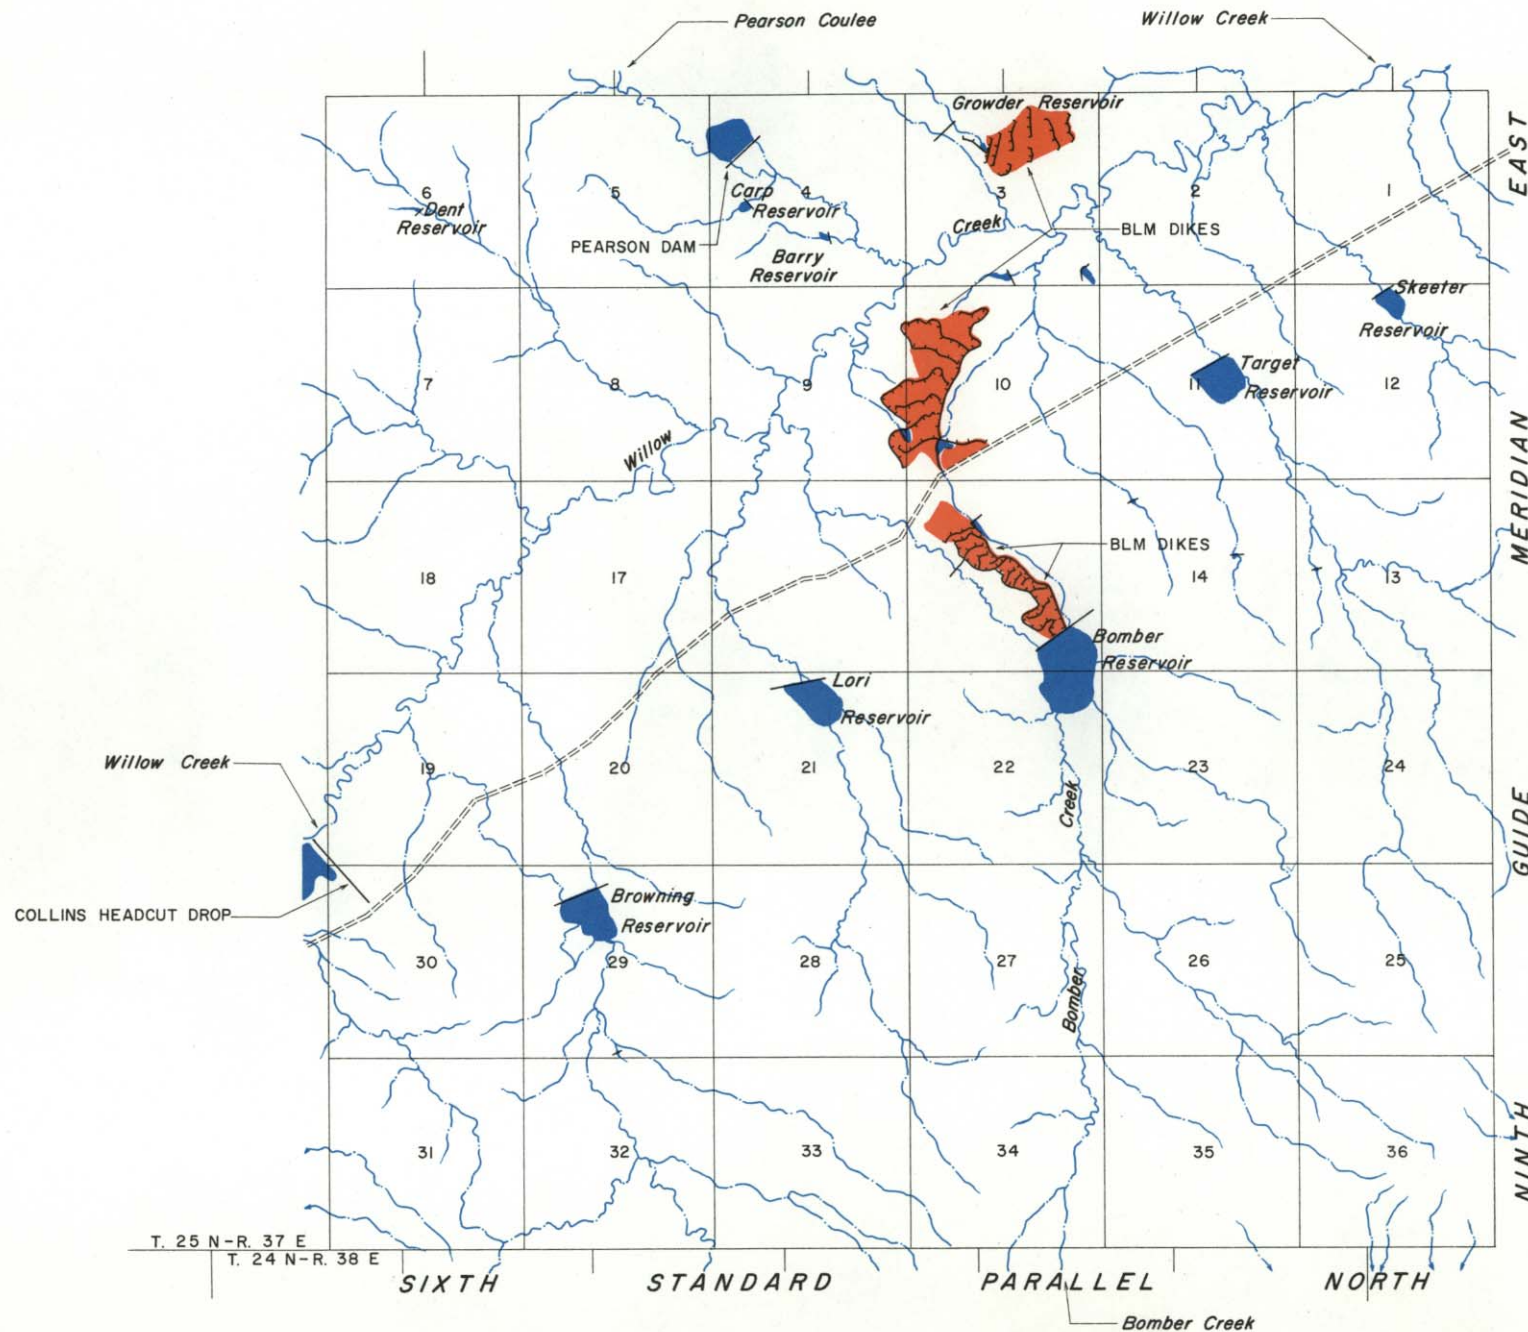 Pearson Coulee
Willow Creek
Growder Reservoir
EAST
6
5
Carp
4
3
2
1
Dent
Reservoir
Reservoir
Creek
PEARSON DAM
BLM DIKES
Barry
Reservoir
Skeeter
Reservoir
Target
7
8
9
10
11
Reservoir
12
Willow
MERIDIAN
BLM DIKES
18
17
14
13
Bomber
Reservoir
Lori
Reservoir
Willow Creek
19
20
21
22
23
24
Creek
GUIDE
Browning
Reservoir
COLLINS HEADCUT DROP
30
29
28
27
26
25
Bomber
NINTH
31
32
33
34
35
36
T. 25 N-R. 37 E
T. 24 N-R. 38 E
SIXTH STANDARD PARALLEL NORTH
Bomber Creek